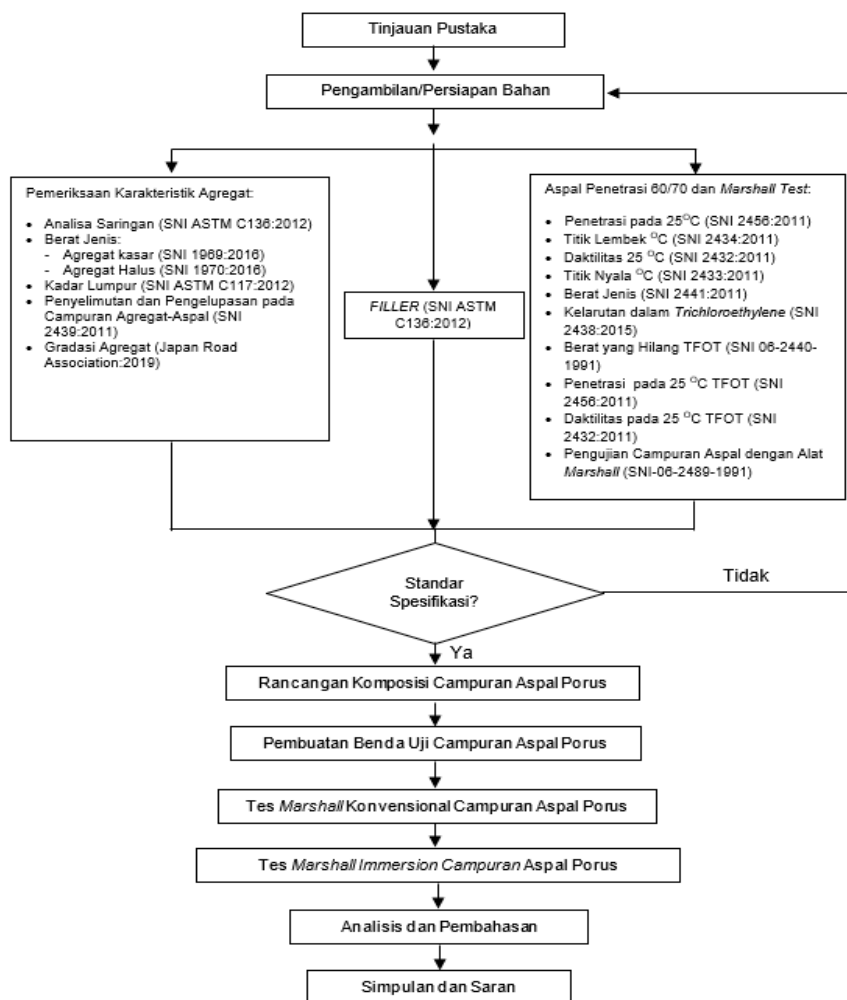 Tinjauan Pustaka
Pengambilan/Persiapan Bahan
Pemeriksaan Karakteristik Agregat:
• Analisa Saringan (SNI ASTM C136:2012)
• Berat Jenis:
- Agregat kasar (SNI 1969:2016)
- Agregat Halus (SNI 1970:2016)
• Kadar Lumpur (SNI ASTM C117:2012)
• Penyelimutan dan Pengelupasan pada
Campuran Agregat-Aspal (SNI
2439:2011)
• Gradasi Agregat (Japan Road
Association:2019)
FILLER (SNI ASTM
C136:2012)
Aspal Penetrasi 60/70 dan Marshall Test:
• Penetrasi pada 25°C (SNI 2456:2011)
• Titik Lembek °C (SNI 2434:2011)
• Daktilitas 25 °C (SNI 2432:2011)
• Titik Nyala °C (SNI 2433:2011)
• Berat Jenis (SNI 2441:2011)
• Kelarutan dalam Trichloroethylene (SNI
2438:2015)
• Berat yang Hilang TFOT (SNI 06-2440-
1991)
• Penetrasi pada 25 °C TFOT (SNI
2456:2011)
• Daktilitas pada 25 °C TFOT (SNI
2432:2011)
• Pengujian Campuran Aspal dengan Alat
Marshall (SNI-06-2489-1991)
Standar
Spesifikasi?
Tidak
Ya
Rancangan Komposisi Campuran Aspal Porus
Pembuatan Benda Uji Campuran Aspal Porus
Tes Marshall Konvensional Campuran Aspal Porus
Tes Marshall Immersion Campuran Aspal Porus
Analisis dan Pembahasan
Simpulan dan Saran